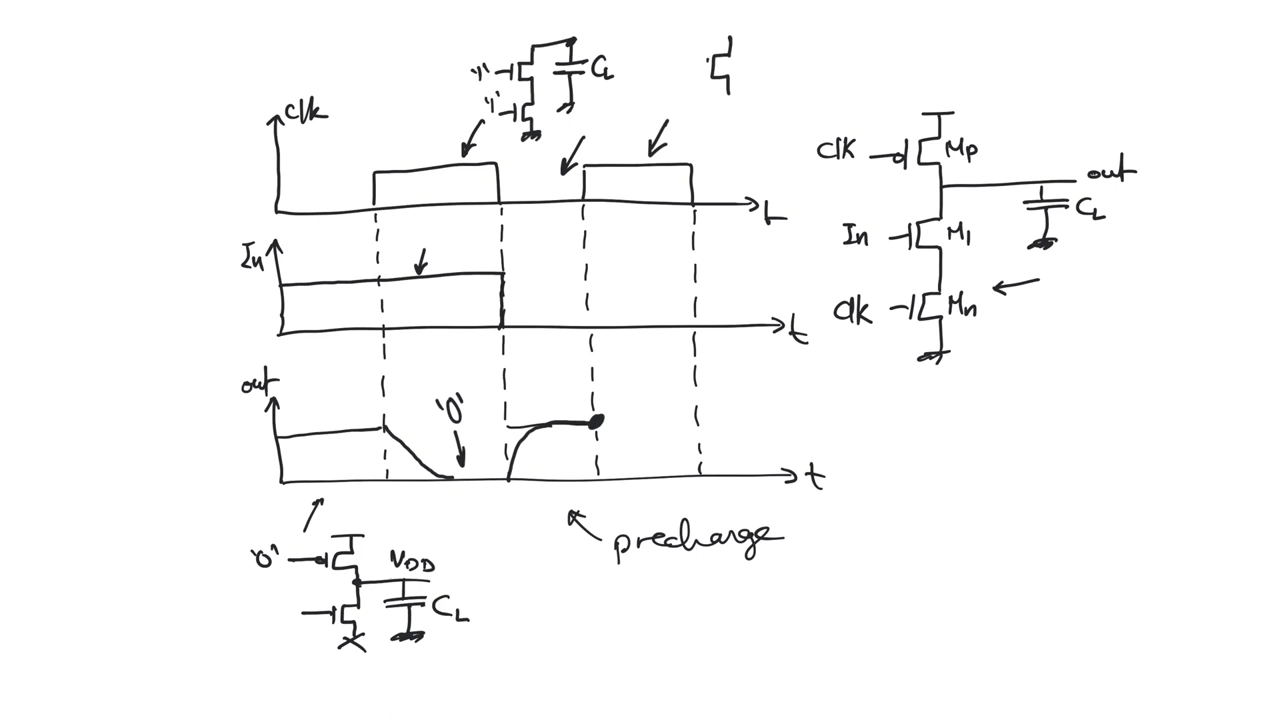 '1'
CL
'1'
Clk
t
Clk
Mp
out
CL
In
M1
Clk
Mn
In
t
out
'0'
t
precharge
'0'
VDD
CL